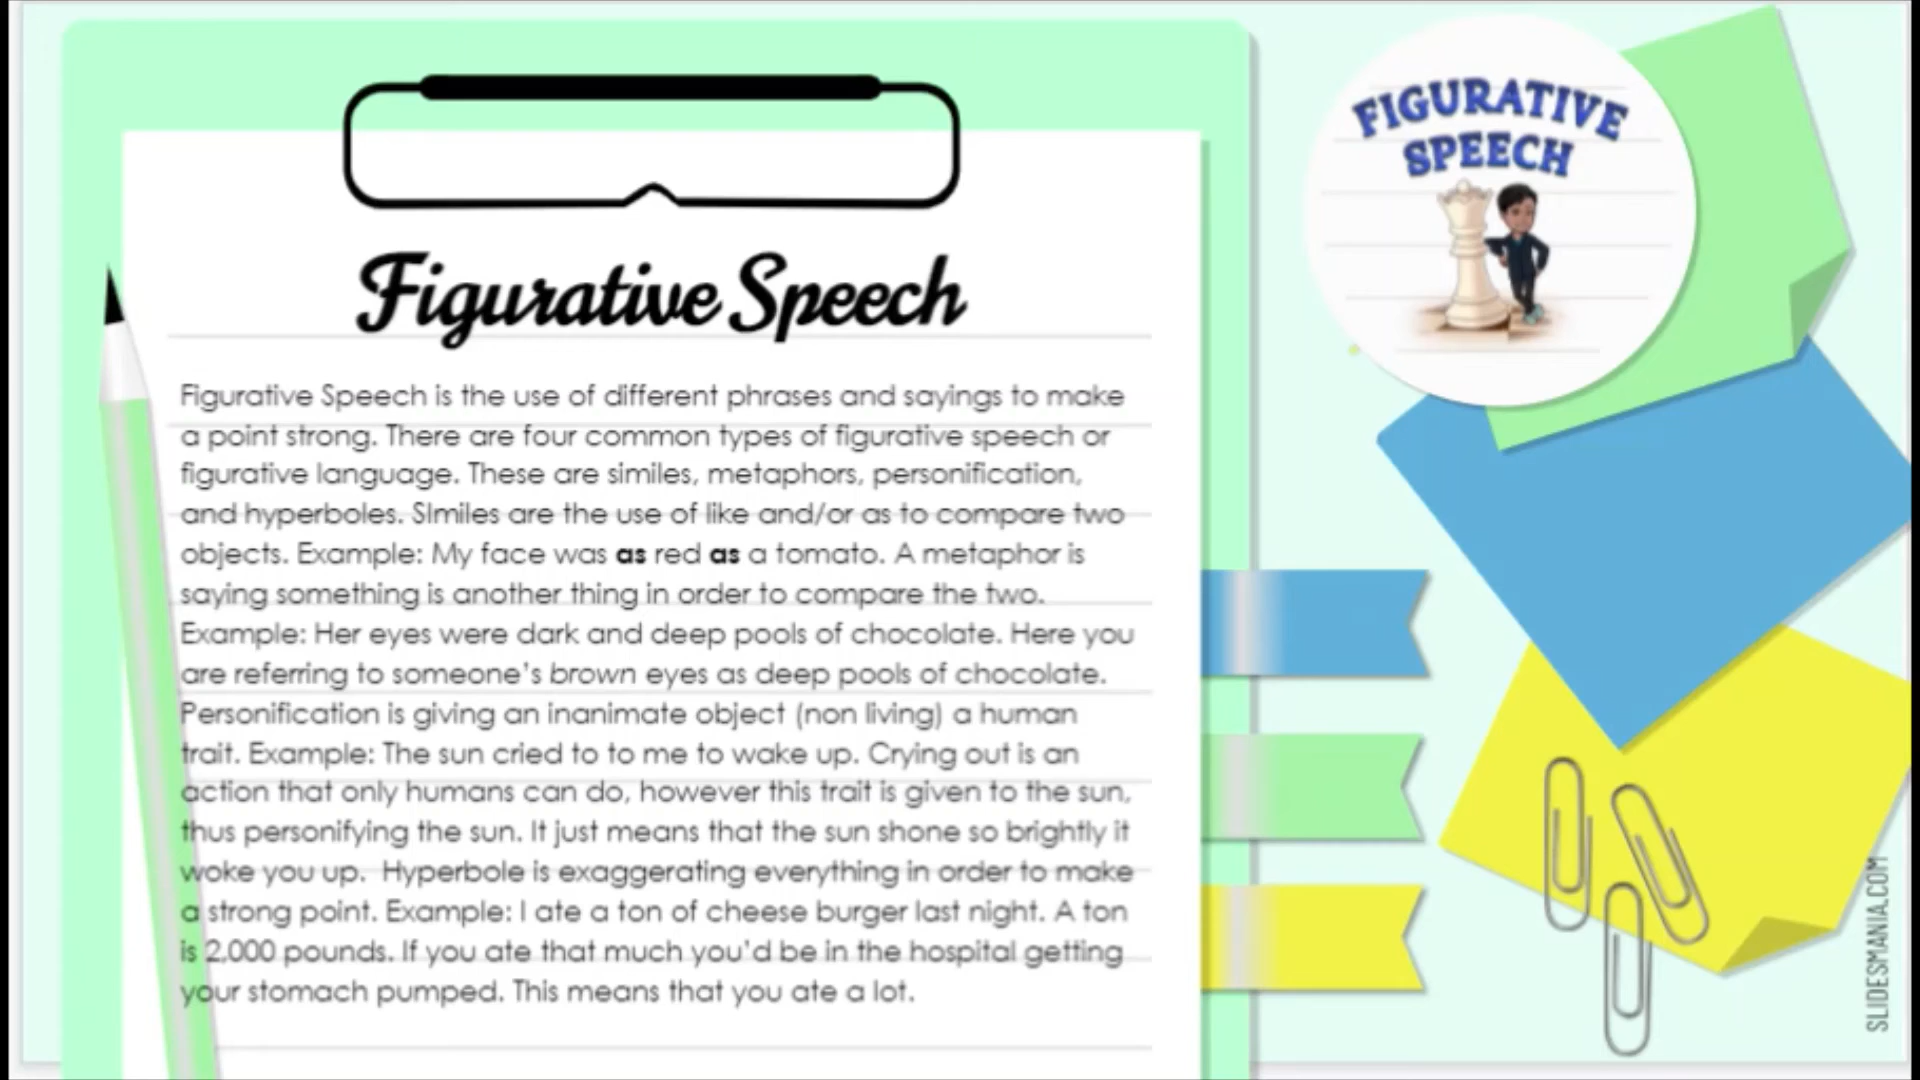 Figurative Speech
Figurative Speech is the use of different phrases and sayings to make
a point strong. There are four common types of figurative speech or
figurative language. These are similes, metaphors, personification,
and hyperboles. SImiles are the use of like and/or as to compare two
objects. Example: My face was as red as a tomato. A metaphor is
saying something is another thing in order to compare the two.
Example: Her eyes were dark and deep pools of chocolate. Here you
are referring to someone's brown eyes as deep pools of chocolate.
Personification is giving an inanimate object (non living) a human
trait. Example: The sun cried to to me to wake up. Crying out is an
action that only humans can do, however this trait is given to the sun,
thus personifying the sun. It just means that the sun shone so brightly it
woke you up.  Hyperbole is exaggerating everything in order to make
a strong point. Example: I ate a ton of cheese burger last night. A ton
is 2,000 pounds. If you ate that much you'd be in the hospital getting
your stomach pumped. This means that you ate a lot.
FIGURATIVE
SPEECH
SLIDESMANIA.COM